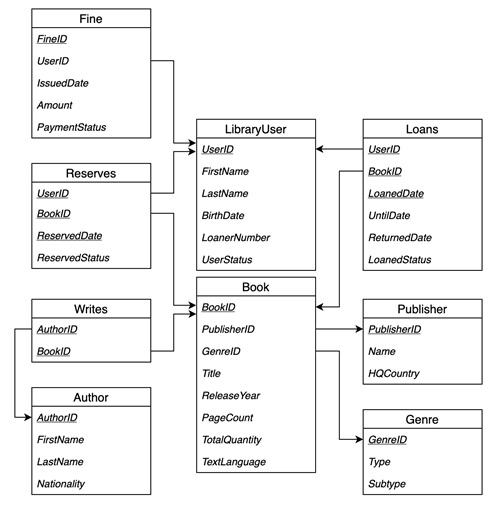 Fine
FineID
UserID
IssuedDate
Amount
PaymentStatus
LibraryUser
UserID
FirstName
LastName
BirthDate
LoanerNumber
UserStatus
Loans
UserID
BookID
LoanedDate
UntilDate
ReturnedDate
LoanedStatus
Reserves
UserID
BookID
ReservedDate
ReservedStatus
Book
BookID
PublisherID
GenreID
Title
ReleaseYear
PageCount
TotalQuantity
TextLanguage
Writes
AuthorID
BookID
Publisher
PublisherID
Name
HQCountry
Author
AuthorID
FirstName
LastName
Nationality
Genre
GenreID
Type
Subtype